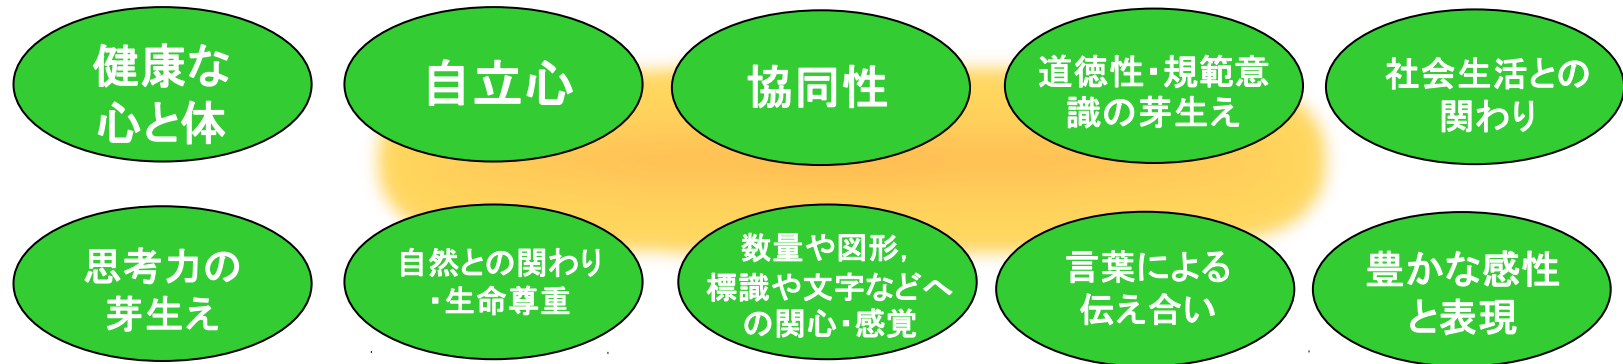 健康な
心と体
自立心
協同性
道徳性・規範意
識の芽生え
社会生活との
関わり
思考力の
芽生え
自然との関わり
・生命尊重
数量や図形,
標識や文字などへ
の関心・感覚
言葉による
伝え合い
豊かな感性
と表現